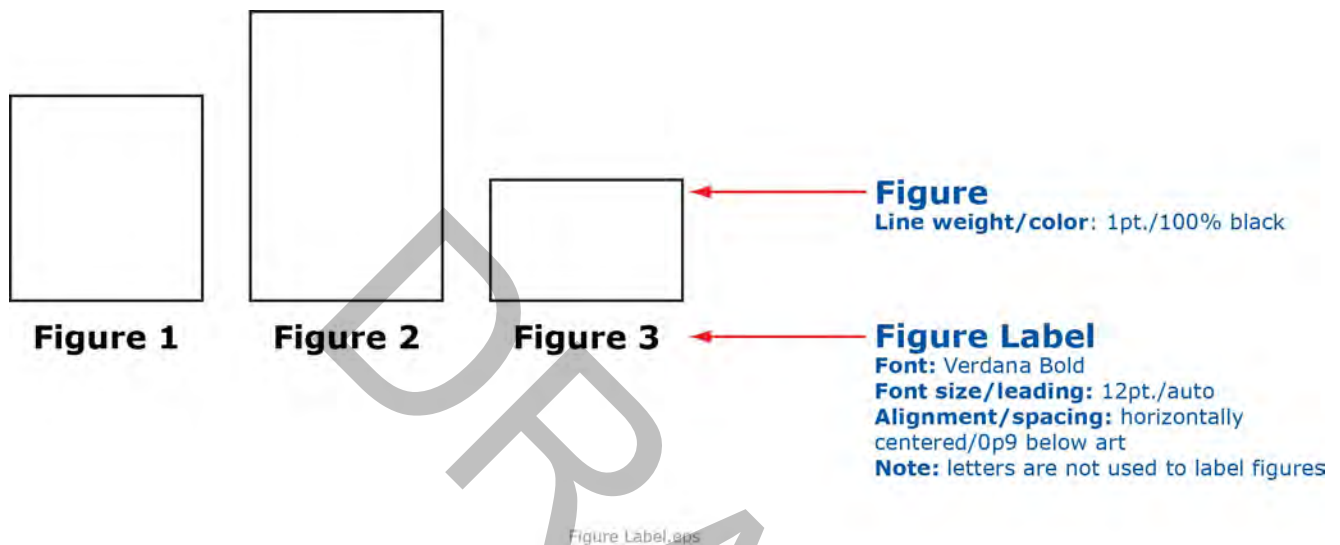 Figure
Line weight/color: 1pt./100% black
Figure 1
Figure 2
Figure 3
Figure Label
Font: Verdana Bold
Font size/leading: 12pt./auto
Alignment/spacing: horizontally
centered/0p9 below art
Note: letters are not used to label figures
Figure Label.eps